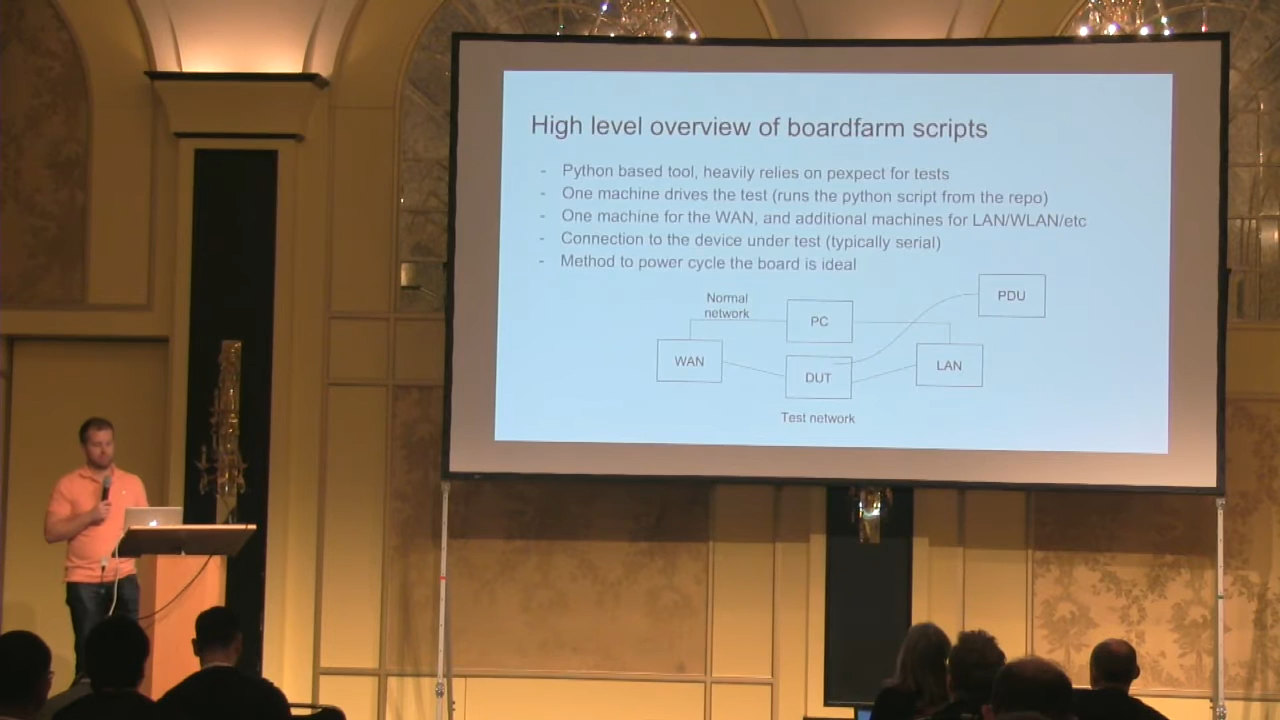 High level overview of boardfarm scripts
- Python based tool, heavily relies on pexpect for tests
- One machine drives the test (runs the python script from the repo)
- One machine for the WAN, and additional machines for LAN/WLAN/etc
- Connection to the device under test (typically serial)
- Method to power cycle the board is ideal
Normal
network
PC
PDU
WAN
DUT
LAN
Test network